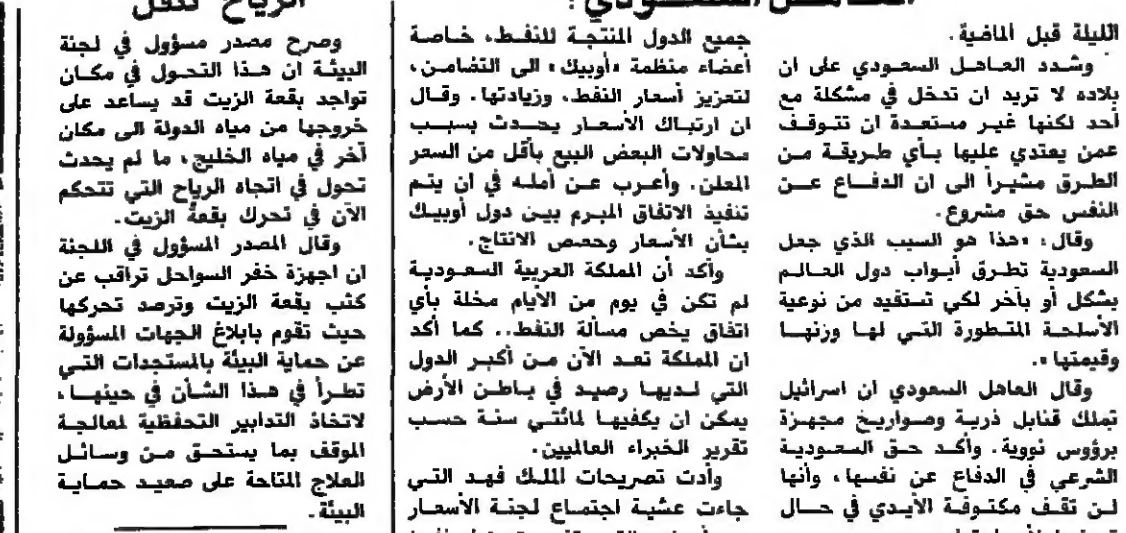 العاهل السعودي :
الليلة قبل الماضية .
وشدد العاهل السعودي على ان
بلاده لا تريد ان تدخل في مشكلة مع
أحد لكنها غير مستعدة ان تتوقف
عمن يعتدي عليها بأي طريقة من
الطرق مشيراً الى ان الدفاع عن
النفس حق مشروع .
وقال : «هذا هو السبب الذي جعل
السعودية تطرق أبواب دول العالم
بشكل أو بآخر لكي تستفيد من نوعية
الأسلحة المتطورة التي لها وزنها
وقيمتها » .
وقال العاهل السعودي ان اسرائيل
تملك قنابل ذرية وصواريخ مجهزة
برؤوس نووية . وأكد حق السعودية
الشرعي في الدفاع عن نفسها ، وأنها
لن تقف مكتوفة الأيدي في حال
جميع الدول المنتجة للنفط ، خاصة
أعضاء منظمة «أوبيك» الى التضامن ،
لتعزيز أسعار النفط ، وزيادتها . وقال
ان ارتباك الأسعار يحدث بسبب
محاولات البعض البيع بأقل من السعر
المعلن . وأعرب عن أمله في ان يتم
تنفيذ الاتفاق المبرم بين دول أوبيك
بشأن الأسعار وحصص الانتاج .
وأكد أن المملكة العربية السعودية
لم تكن في يوم من الأيام مخلة بأي
اتفاق يخص مسألة النفط .. كما أكد
ان المملكة تعد الآن من أكبر الدول
التي لديها رصيد في باطن الأرض
يمكن ان يكفيها لمائتي سنة حسب
تقرير الخبراء العالميين .
وأدت تصريحات الملك فهد التي
جاءت عشية اجتماع لجنة الأسعار
الرياح تنقل
وصرح مصدر مسؤول في لجنة
البيئة ان هذا التحول في مكان
تواجد بقعة الزيت قد يساعد على
خروجها من مياه الدولة الى مكان
آخر في مياه الخليج ، ما لم يحدث
تحول في اتجاه الرياح التي تتحكم
الآن في تحرك بقعة الزيت .
وقال المصدر المسؤول في اللجنة
ان اجهزة خفر السواحل تراقب عن
كثب بقعة الزيت وترصد تحركها
حيث تقوم بابلاغ الجهات المسؤولة
عن حماية البيئة بالمستجدات التي
تطرأ في هذا الشأن في حينها ،
لاتخاذ التدابير التحفظية لمعالجة
الموقف بما يستحق من وسائل
العلاج المتاحة على صعيد حماية
البيئة .